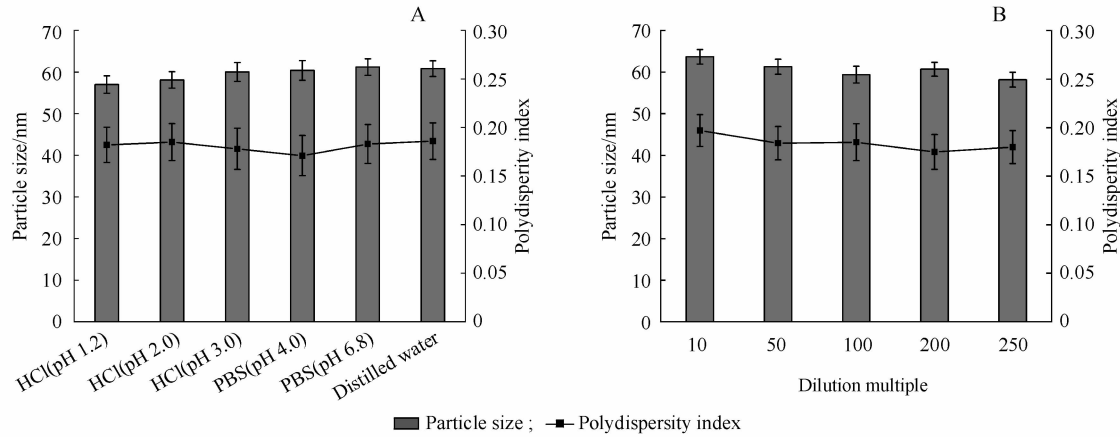 A
70
60
50
40
30
20
10
0
Particle size/nm
0.30
0.25
0.20
0.15
0.10
0.05
0
Polydisperity index
HCl(pH 1.2)
HCl(pH 2.0)
HCl(pH 3.0)
PBS(pH 4.0)
PBS(pH 6.8)
Distilled water
B
70
60
50
40
30
20
10
0
Particle size/nm
0.30
0.25
0.20
0.15
0.10
0.05
0
Polydisperity index
10 50 100 200 250
Dilution multiple
Particle size ; Polydispersity index